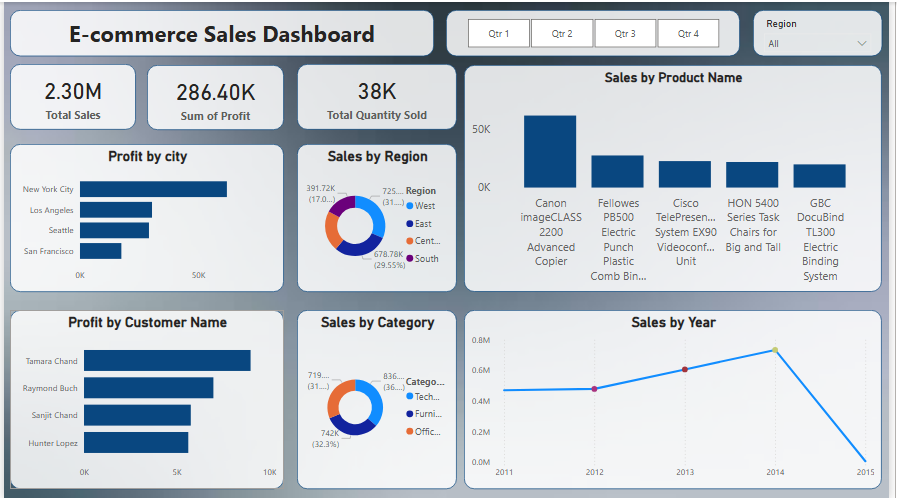 E-commerce Sales Dashboard
Qtr 1
Qtr 2
Qtr 3
Qtr 4
Region
All
2.30M
Total Sales
286.40K
Sum of Profit
38K
Total Quantity Sold
Profit by city
New York City
Los Angeles
Seattle
San Francisco
0K
50K
Sales by Region
391.72K
(17.0...)
725....
(31....)
678.78K
(29.55%)
Region
West
East
Cent...
South
Sales by Product Name
50K
0K
Canon
imageCLASS
2200
Advanced
Copier
Fellowes
PB500
Electric
Punch
Plastic
Comb Bin...
Cisco
TelePresen...
System EX90
Videoconf...
Unit
HON 5400
Series Task
Chairs for
Big and Tall
GBC
DocuBind
TL300
Electric
Binding
System
Profit by Customer Name
Tamara Chand
Raymond Buch
Sanjit Chand
Hunter Lopez
0K
5K
10K
Sales by Category
719....
(31....)
836....
(36....)
742K
(32.3%)
Catego...
Tech...
Furni...
Offic...
Sales by Year
0.8M
0.6M
0.4M
0.2M
0.0M
2011
2012
2013
2014
2015